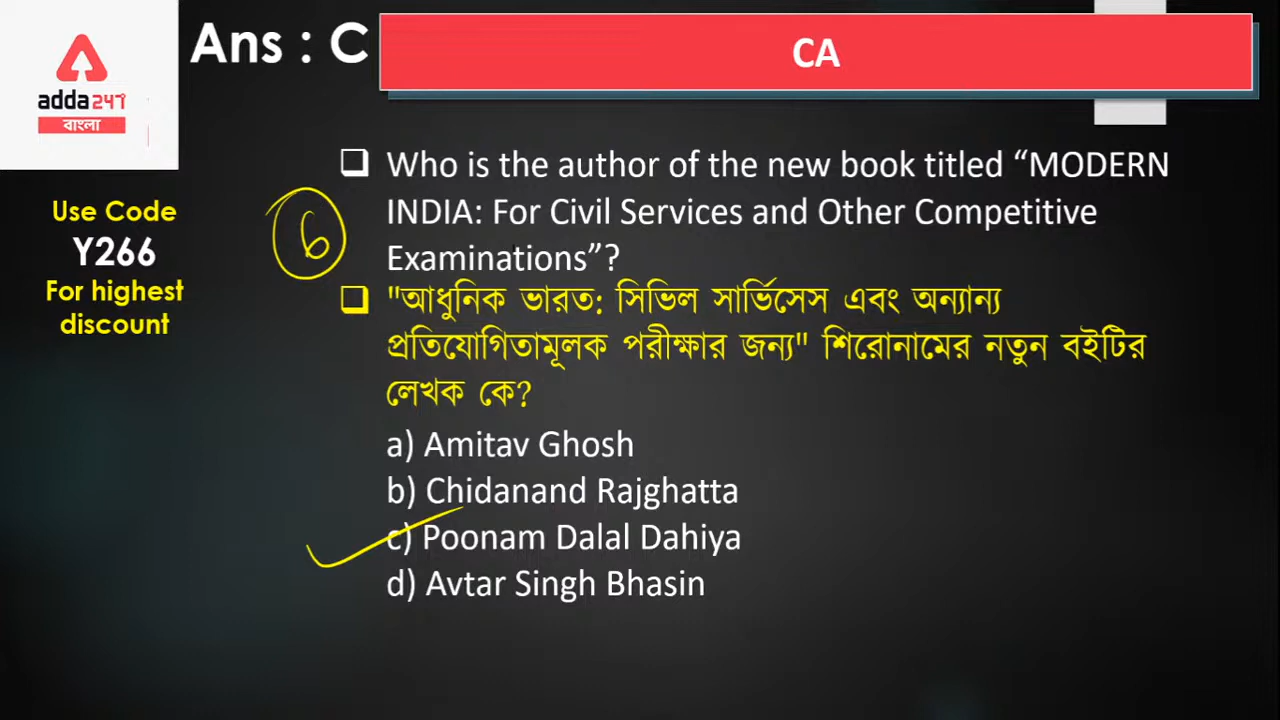 Ans : C
CA
adda 247
বাংলা
Use Code
Y266
For highest
discount
6
❑ Who is the author of the new book titled “MODERN
INDIA: For Civil Services and Other Competitive
Examinations”?
❑ "আধুনিক ভারত: সিভিল সার্ভিসেস এবং অন্যান্য
প্রতিযোগিতামূলক পরীক্ষার জন্য" শিরোনামের নতুন বইটির
লেখক কে?
a) Amitav Ghosh
b) Chidanand Rajghatta
c) Poonam Dalal Dahiya
d) Avtar Singh Bhasin